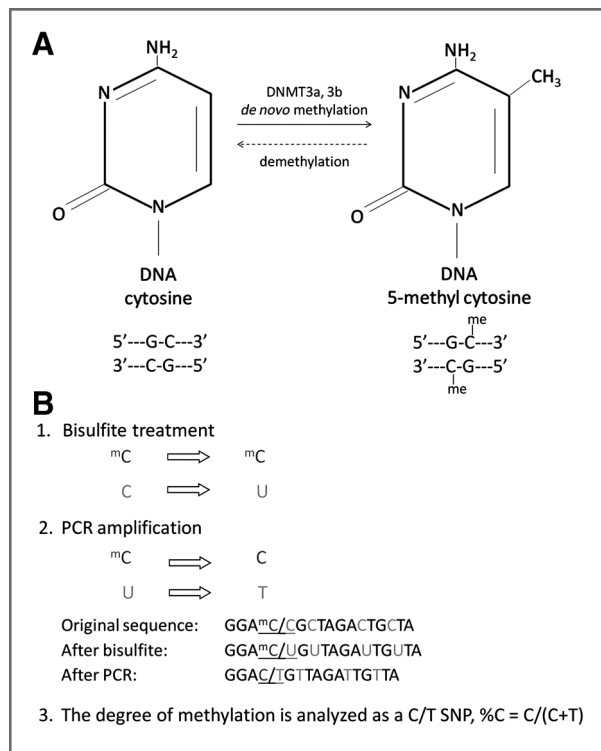 A
NH₂
N
O
N
DNA
cytosine
5’---G-C---3’
3’---C-G---5’
DNMT3a, 3b
de novo methylation
demethylation
NH₂
CH₃
N
O
N
DNA
5-methyl cytosine
me
5’---G-C---3’
3’---C-G---5’
me
B
1. Bisulfite treatment
ᵐC ᵐC
C U
2. PCR amplification
ᵐC C
U T
Original sequence: GGAᵐC/CGCTAGACTGCTA
After bisulfite: GGAᵐC/UGUTAGAUTGUTA
After PCR: GGAC/TGTTAGATTGTTA
3. The degree of methylation is analyzed as a C/T SNP, %C = C/(C+T)